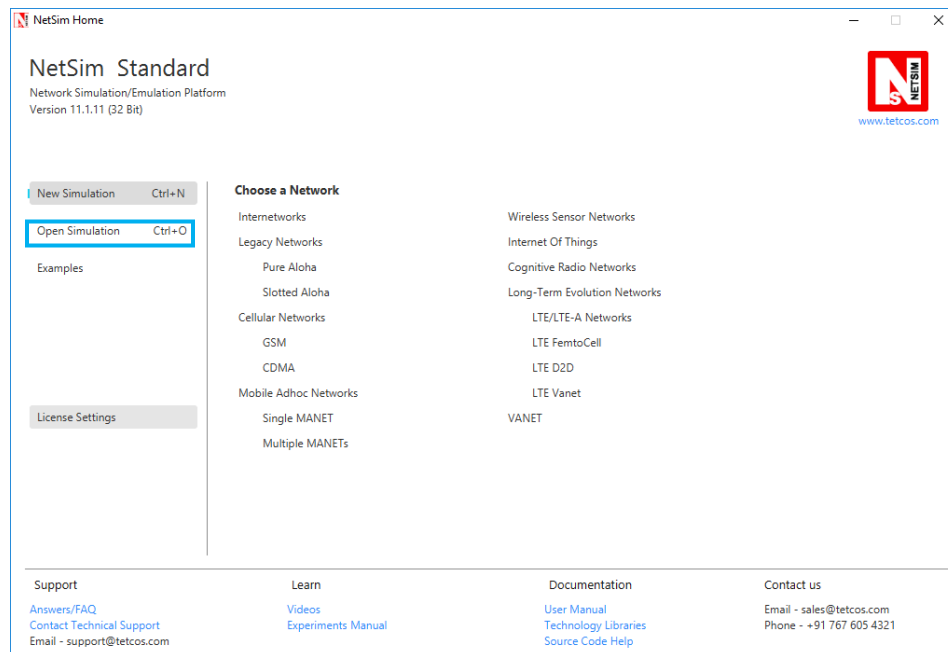 NetSim Home
NetSim Standard
Network Simulation/Emulation Platform
Version 11.1.11 (32 Bit)
NS NETSIM
www.tetcos.com
New Simulation Ctrl+N
Open Simulation Ctrl+O
Examples
License Settings
Choose a Network
Internetworks
Legacy Networks
Pure Aloha
Slotted Aloha
Cellular Networks
GSM
CDMA
Mobile Adhoc Networks
Single MANET
Multiple MANETs
Wireless Sensor Networks
Internet Of Things
Cognitive Radio Networks
Long-Term Evolution Networks
LTE/LTE-A Networks
LTE FemtoCell
LTE D2D
LTE Vanet
VANET
Support
Answers/FAQ
Contact Technical Support
Email - support@tetcos.com
Learn
Videos
Experiments Manual
Documentation
User Manual
Technology Libraries
Source Code Help
Contact us
Email - sales@tetcos.com
Phone - +91 767 605 4321